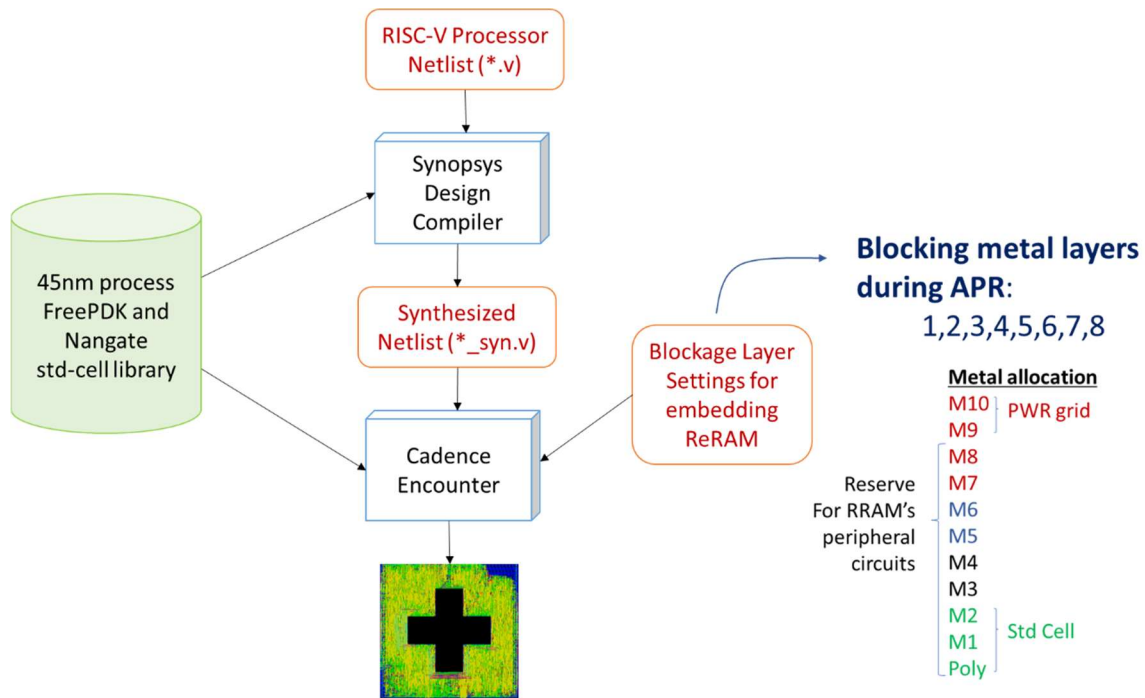 RISC-V Processor
Netlist (*.v)
Synopsys
Design
Compiler
45nm process
FreePDK and
Nangate
std-cell library
Synthesized
Netlist (*_syn.v)
Blockage Layer
Settings for
embedding
ReRAM
Cadence
Encounter
Blocking metal layers
during APR:
1,2,3,4,5,6,7,8
Metal allocation
M10
M9
PWR grid
M8
M7
M6
M5
M4
M3
M2
M1
Poly
Reserve
For RRAM's
peripheral
circuits
Std Cell